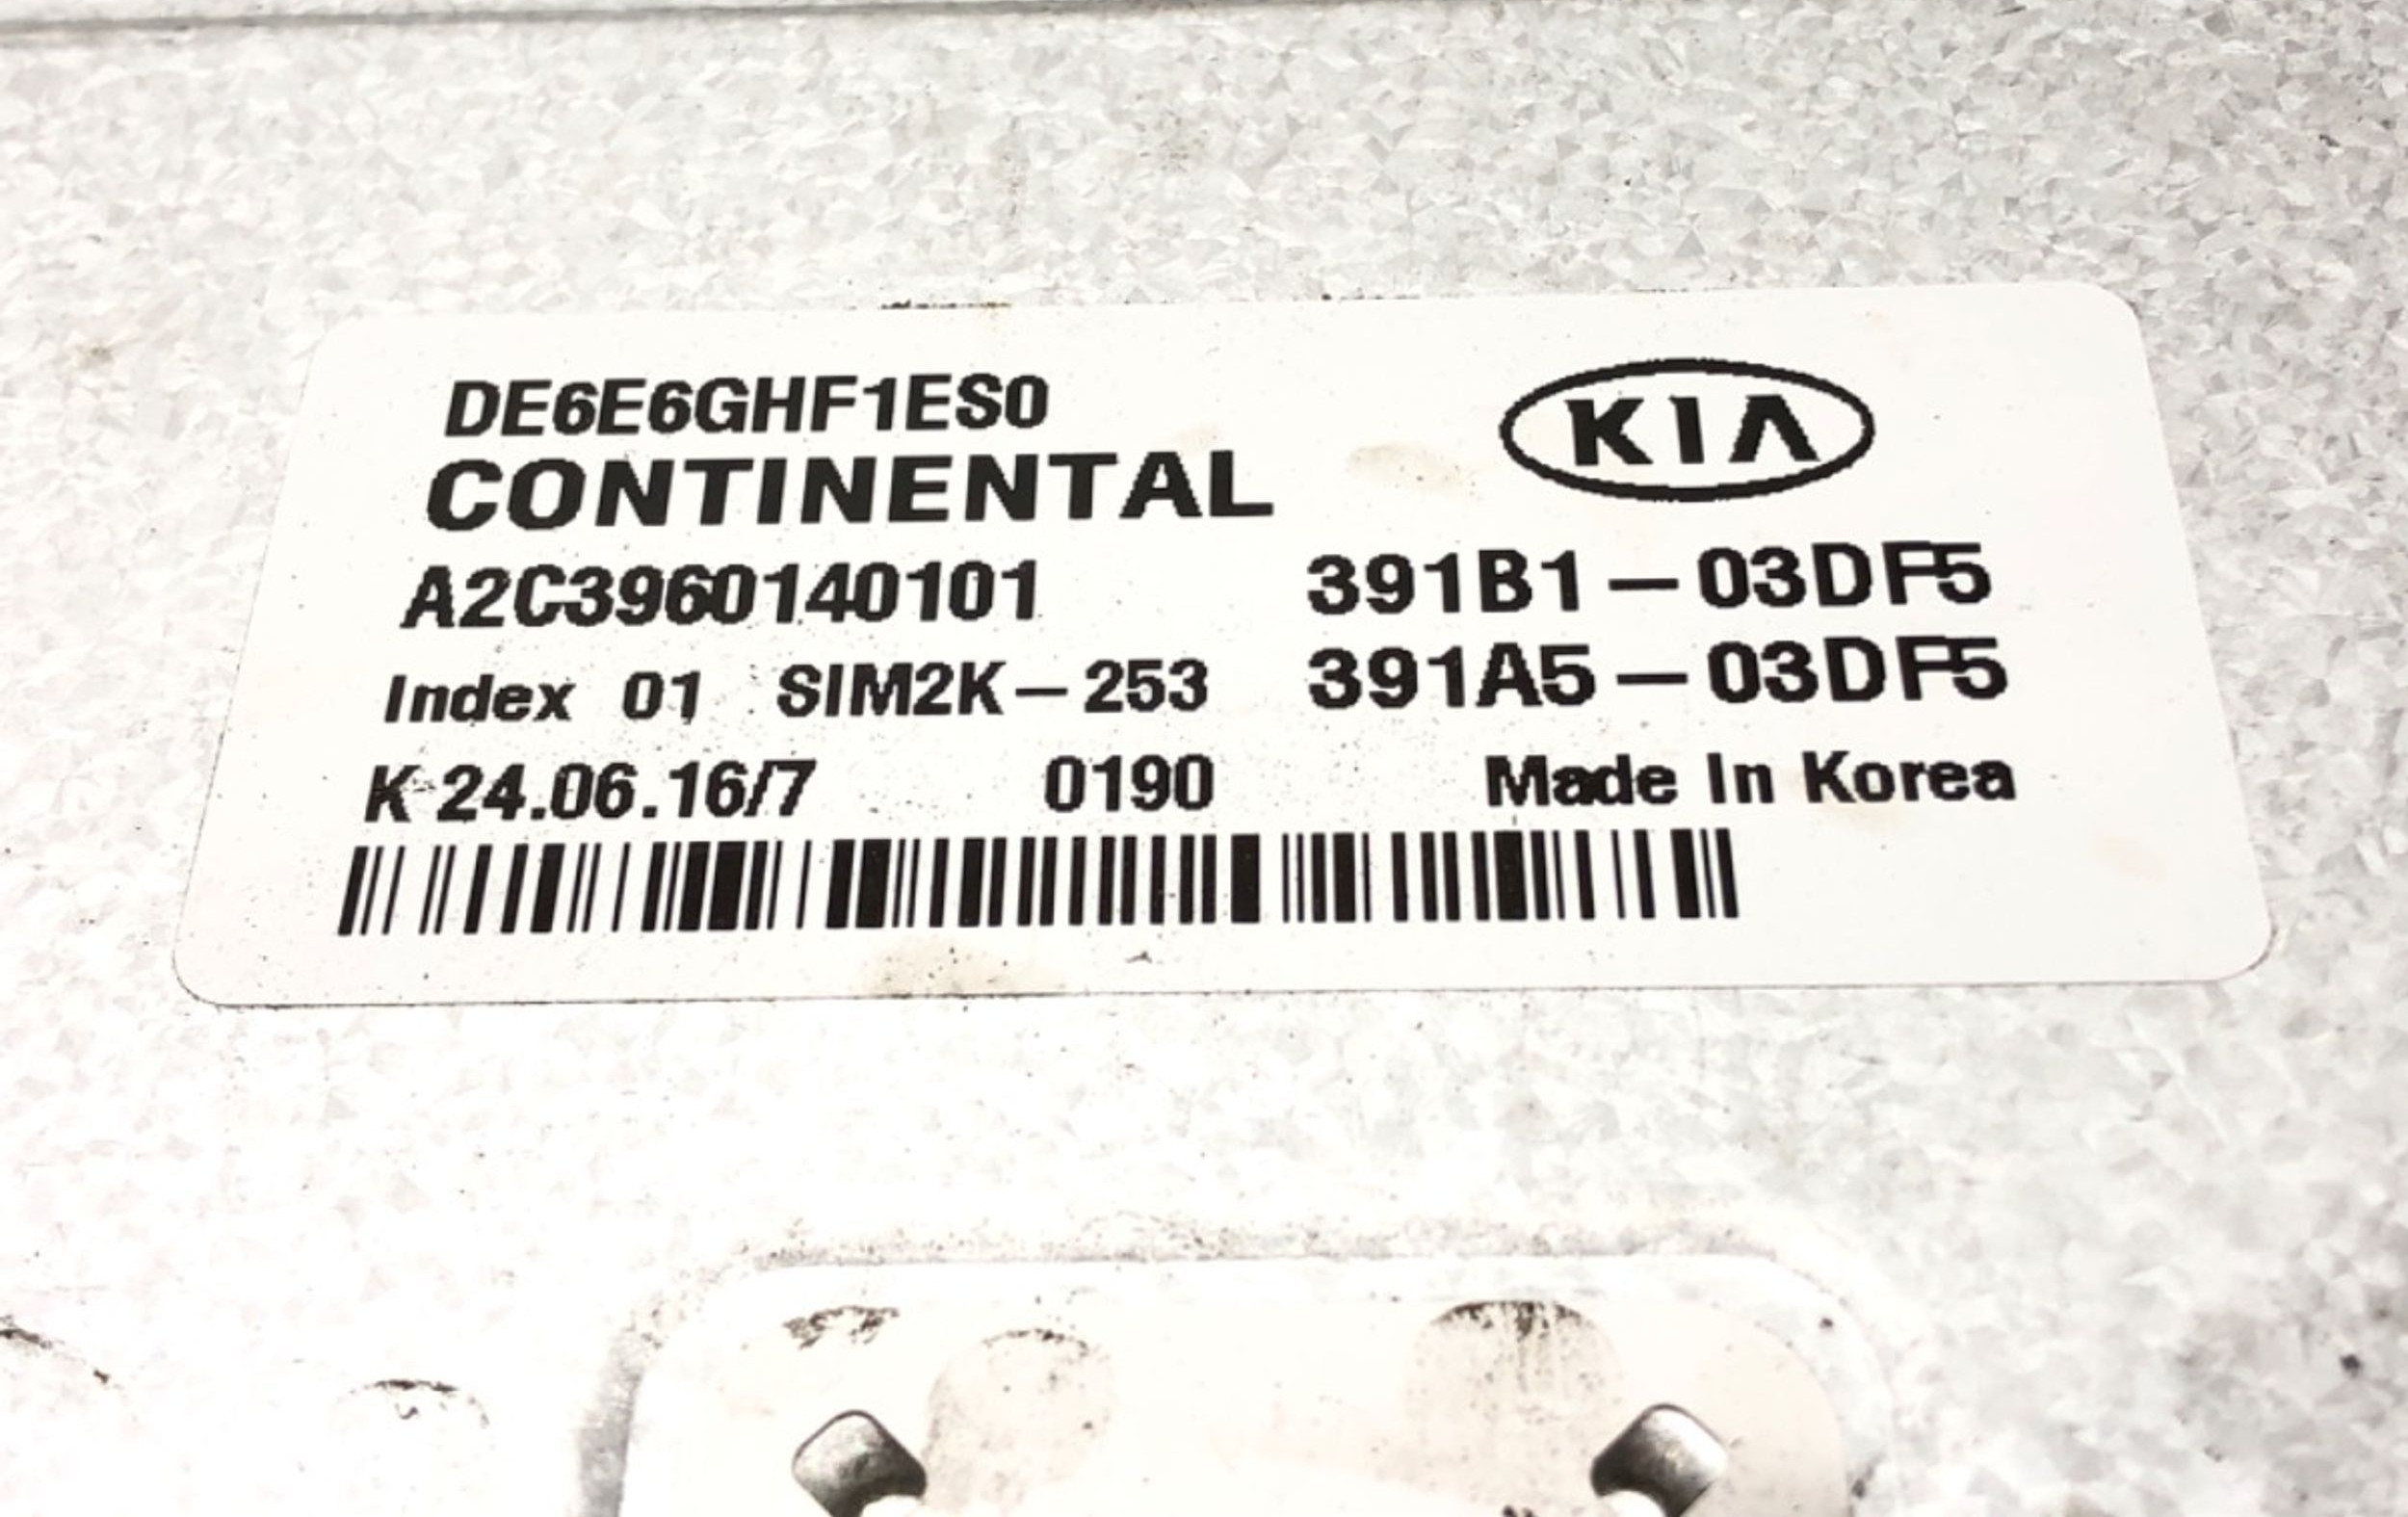 DE6E6GHF1ES0
KIA
CONTINENTAL
A2C3960140101 391B1-03DF5
Index 01 SIM2K-253 391A5-03DF5
K 24.06.16/7 0190 Made In Korea